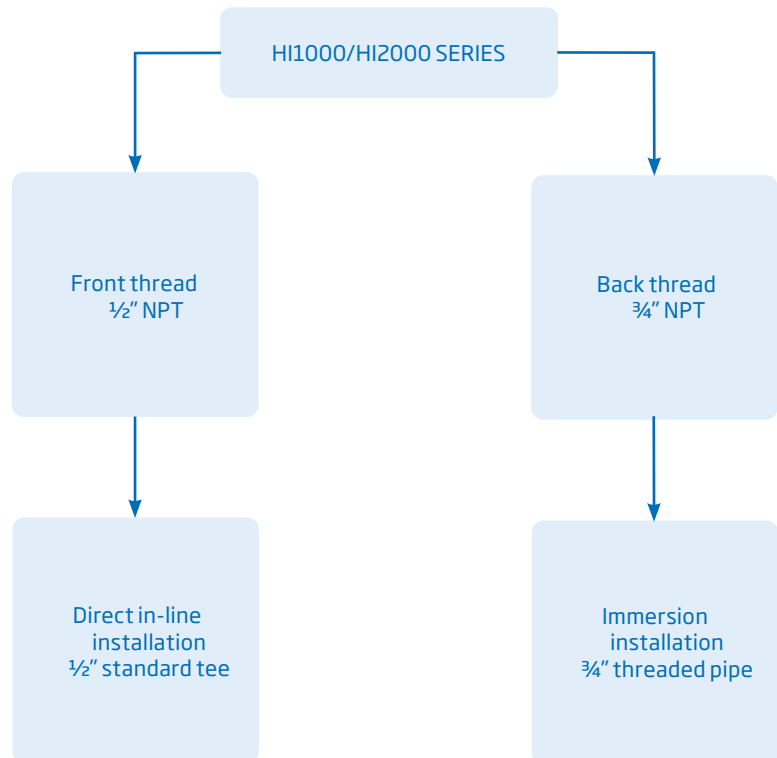 HI1000/HI2000 SERIES
Front thread
½” NPT
Back thread
¾” NPT
Direct in-line
installation
½” standard tee
Immersion
installation
¾” threaded pipe